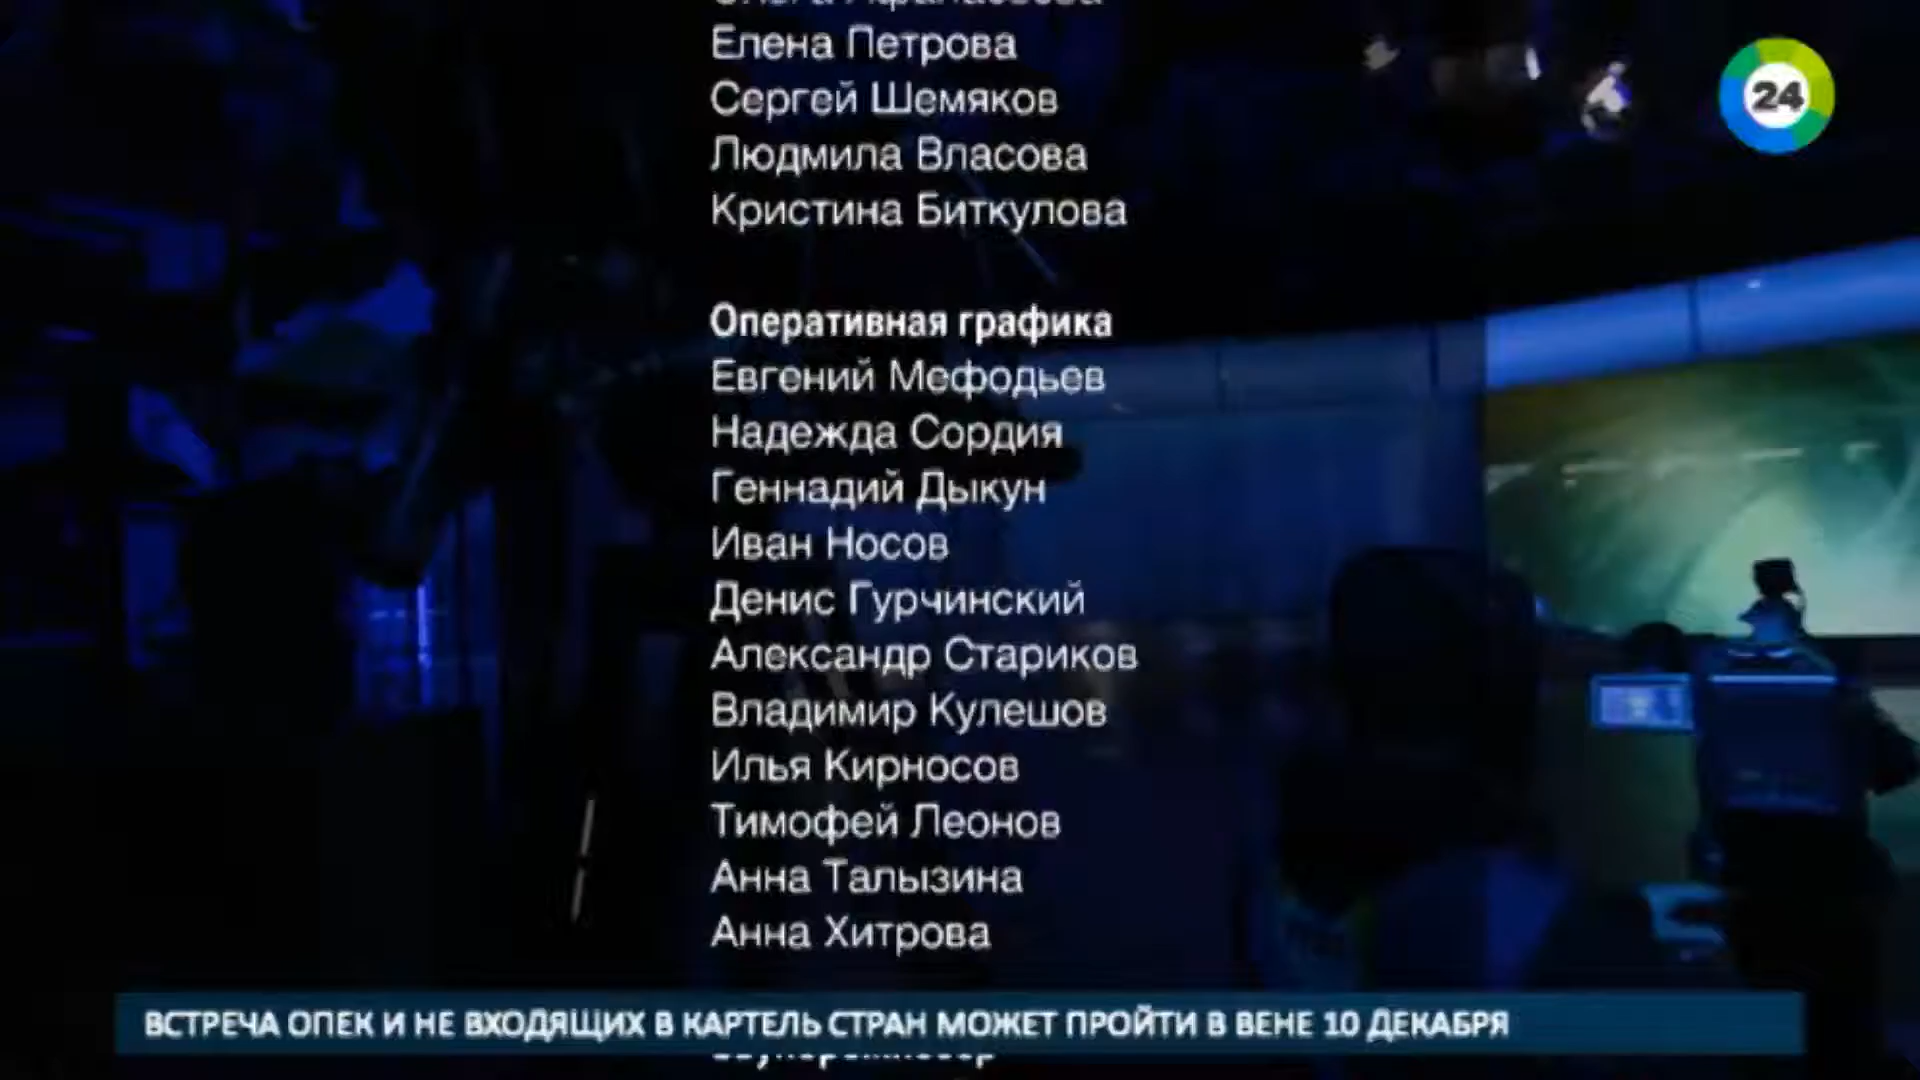 Елена Петрова
24
Сергей Шемяков
Людмила Власова
Кристина Биткулова
Оперативная графика
Евгений Мефодьев
Надежда Сордия
Геннадий Дыкун
Иван Носов
Денис Гурчинский
Александр Стариков
Владимир Кулешов
Илья Кирносов
Тимофей Леонов
Анна Талызина
Анна Хитрова
ВСТРЕЧА ОПЕК И НЕ ВХОДЯЩИХ В КАРТЕЛЬ СТРАН МОЖЕТ ПРОЙТИ В ВЕНЕ 10 ДЕКАБРЯ